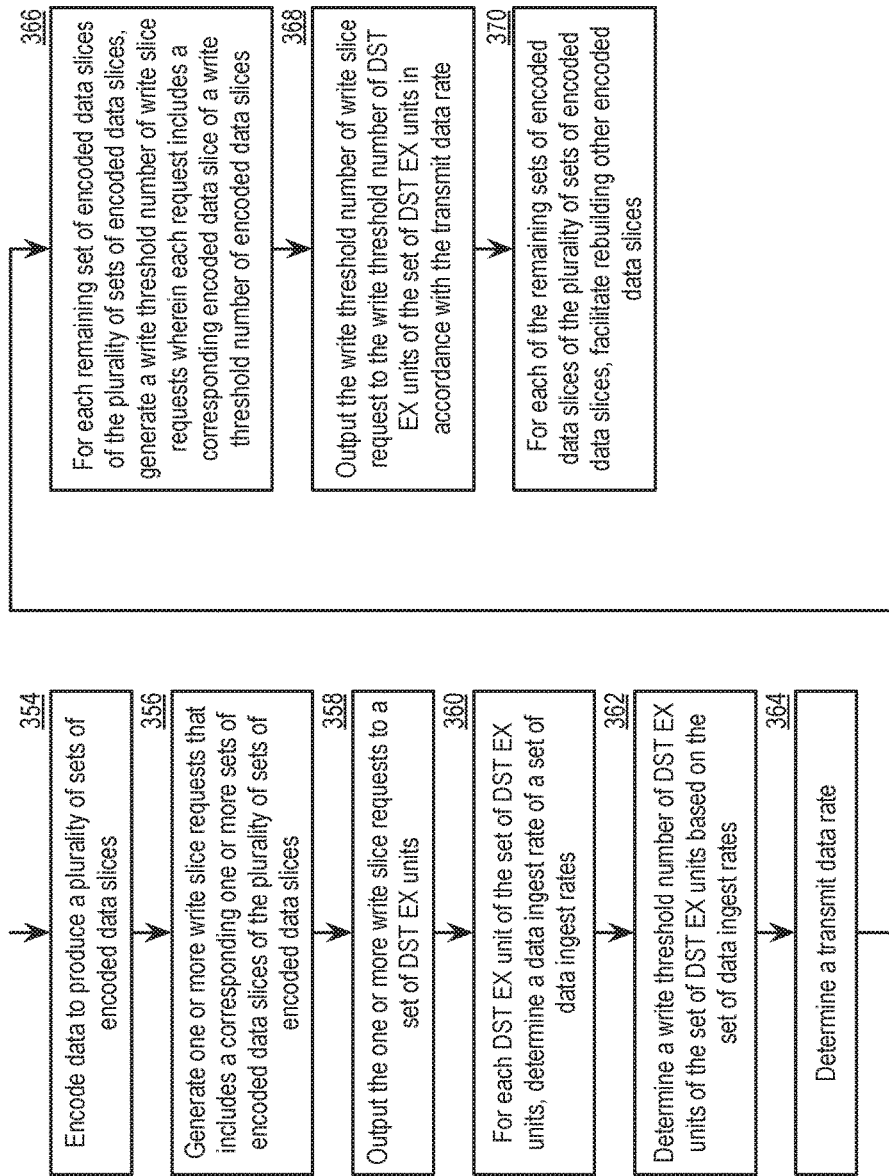 354
Encode data to produce a plurality of sets of
encoded data slices
356
Generate one or more write slice requests that
includes a corresponding one or more sets of
encoded data slices of the plurality of sets of
encoded data slices
358
Output the one or more write slice requests to a
set of DST EX units
360
For each DST EX unit of the set of DST EX
units, determine a data ingest rate of a set of
data ingest rates
362
Determine a write threshold number of DST EX
units of the set of DST EX units based on the
set of data ingest rates
364
Determine a transmit data rate
366
For each remaining set of encoded data slices
of the plurality of sets of encoded data slices,
generate a write threshold number of write slice
requests wherein each request includes a
corresponding encoded data slice of a write
threshold number of encoded data slices
368
Output the write threshold number of write slice
request to the write threshold number of DST
EX units of the set of DST EX units in
accordance with the transmit data rate
370
For each of the remaining sets of encoded
data slices of the plurality of sets of encoded
data slices, facilitate rebuilding other encoded
data slices